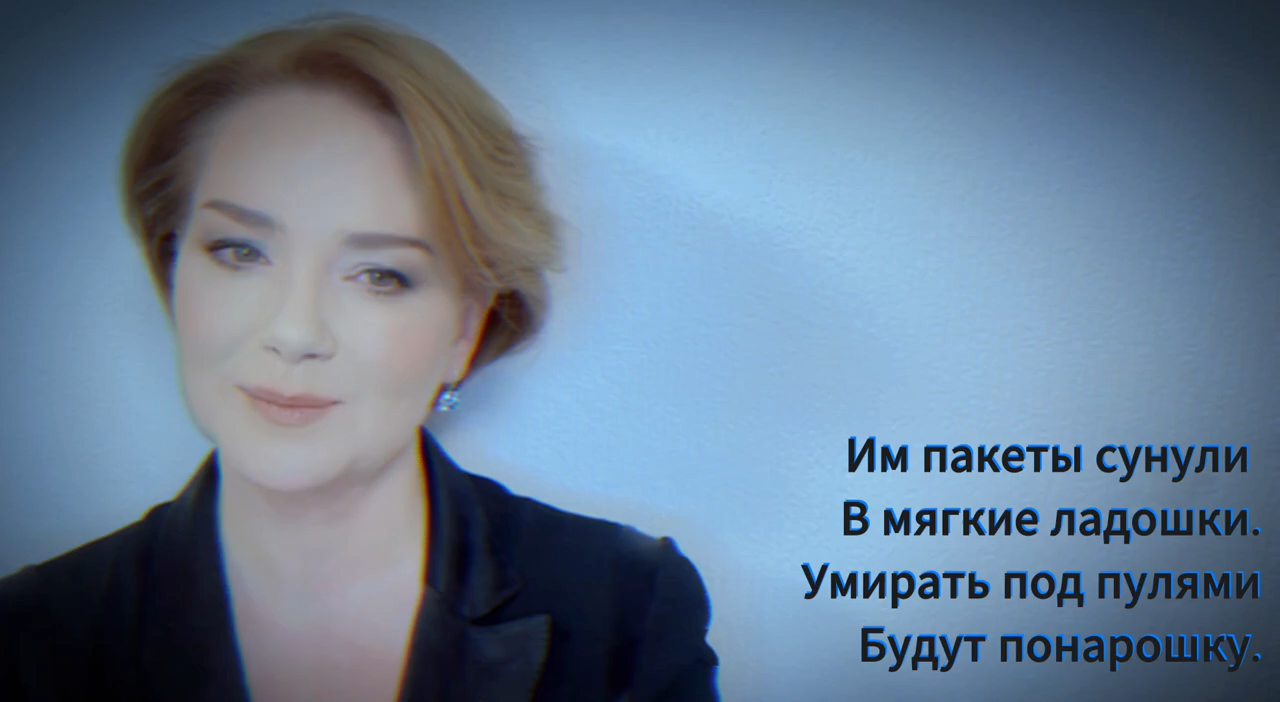 Им пакеты сунули
В мягкие ладошки.
Умирать под пулями
Будут понарошку.